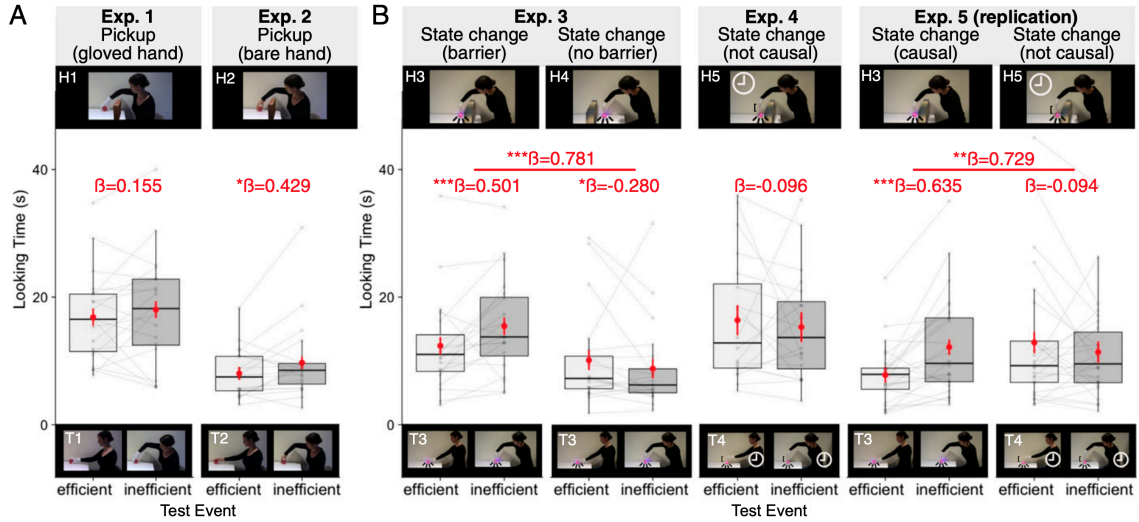 A
Exp. 1
Pickup
(gloved hand)
Exp. 2
Pickup
(bare hand)
B
Exp. 3
State change
(barrier)
State change
(no barrier)
Exp. 4
State change
(not causal)
Exp. 5 (replication)
State change
(causal)
State change
(not causal)
H1
H2
H3
H4
H5
H3
H5
Looking Time (s)
40
20
0
ß=0.155
*ß=0.429
40
20
0
***ß=0.781
***ß=0.501
*ß=-0.280
ß=-0.096
**ß=0.729
***ß=0.635
ß=-0.094
T1
T2
T3
T3
T4
T3
T4
efficient inefficient
efficient inefficient
efficient inefficient
efficient inefficient
efficient inefficient
efficient inefficient
efficient inefficient
Test Event
Test Event